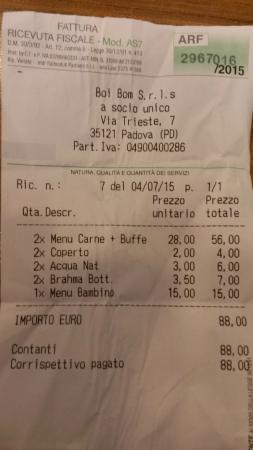 FATTURA
RICEVUTA FISCALE - Mod. AS7
ARF
2967016
/2015
Boi Bom S.r.l.s
a socio unico
Via Trieste, 7
35121 Padova (PD)
Part.Iva: 04900400286
NATURA, QUALITÀ E QUANTITÀ DEI SERVIZI
Ric. n.: 7 del 04/07/15 p. 1/1
Qta.Descr. Prezzo unitario Prezzo totale
2x Menu Carne + Buffe 28,00 56,00
2x Coperto 2,00 4,00
2x Acqua Nat 3,00 6,00
2x Brahma Bott. 3,50 7,00
1x Menu Bambino 15,00 15,00
IMPORTO EURO 88,00
Contanti 88,00
Corrispettivo pagato 88,00